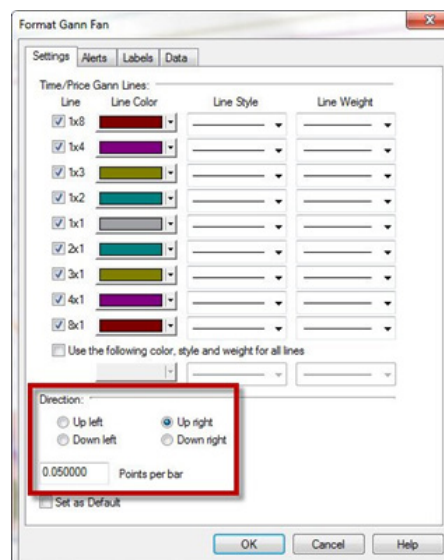 Format Gann Fan
Settings Alerts Labels Data
Time/Price Gann Lines:
Line Line Color Line Style Line Weight
1x8
1x4
1x3
1x2
1x1
2x1
3x1
4x1
8x1
Use the following color, style and weight for all lines
Direction:
Up left Up right
Down left Down right
0.050000 Points per bar
Set as Default
OK Cancel Help